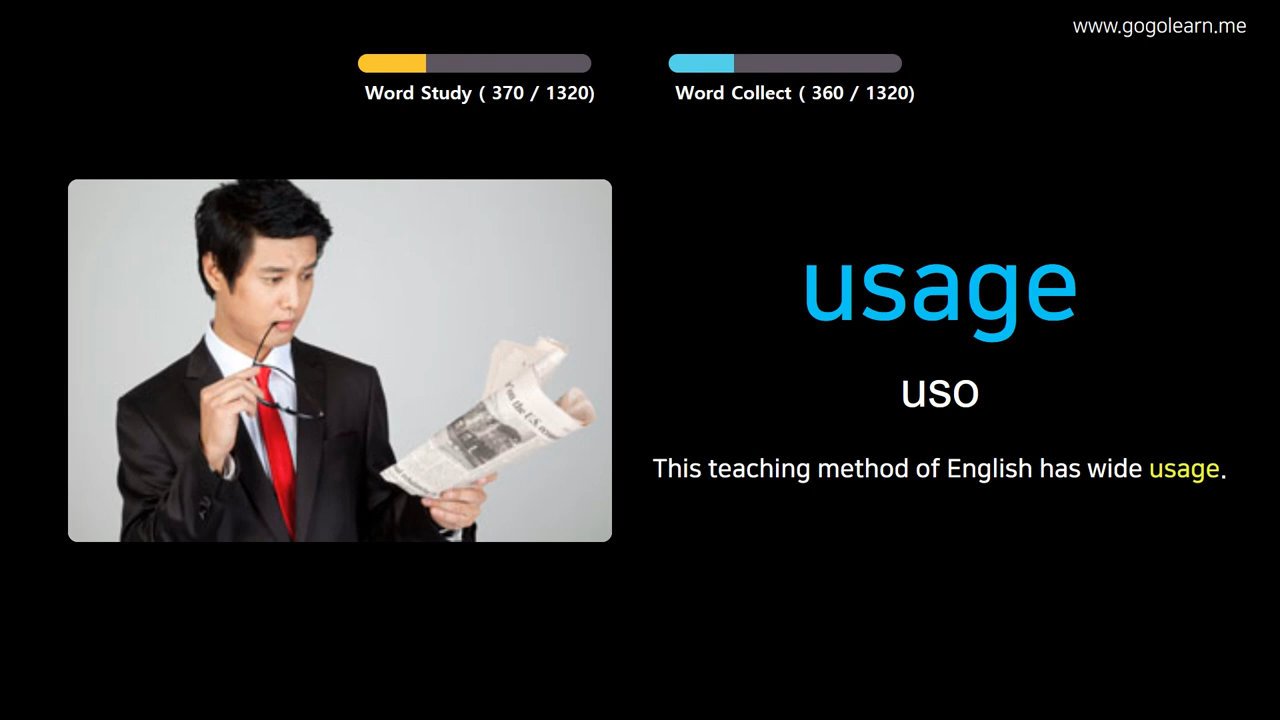 www.gogolearn.me
Word Study ( 370 / 1320)
Word Collect ( 360 / 1320)
usage
uso
This teaching method of English has wide usage.